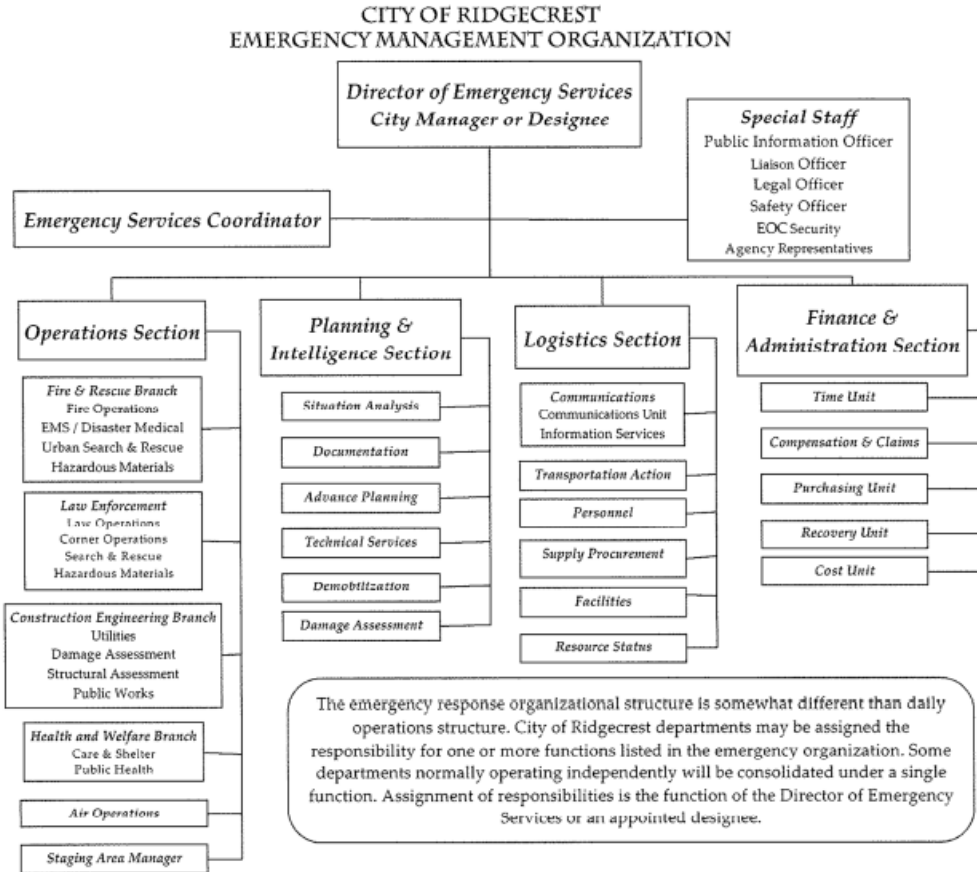 CITY OF RIDGECREST
EMERGENCY MANAGEMENT ORGANIZATION
Director of Emergency Services
City Manager or Designee
Special Staff
Public Information Officer
Liaison Officer
Legal Officer
Safety Officer
EOC Security
Agency Representatives
Emergency Services Coordinator
Operations Section
Fire & Rescue Branch
Fire Operations
EMS / Disaster Medical
Urban Search & Rescue
Hazardous Materials
Law Enforcement
Law Operations
Corner Operations
Search & Rescue
Hazardous Materials
Construction Engineering Branch
Utilities
Damage Assessment
Structural Assessment
Public Works
Health and Welfare Branch
Care & Shelter
Public Health
Air Operations
Staging Area Manager
Planning &
Intelligence Section
Situation Analysis
Documentation
Advance Planning
Technical Services
Demobilization
Damage Assessment
Logistics Section
Communications
Communications Unit
Information Services
Transportation Action
Personnel
Supply Procurement
Facilities
Resource Status
Finance &
Administration Section
Time Unit
Compensation & Claims
Purchasing Unit
Recovery Unit
Cost Unit
The emergency response organizational structure is somewhat different than daily
operations structure. City of Ridgecrest departments may be assigned the
responsibility for one or more functions listed in the emergency organization. Some
departments normally operating independently will be consolidated under a single
function. Assignment of responsibilities is the function of the Director of Emergency
Services or an appointed designee.